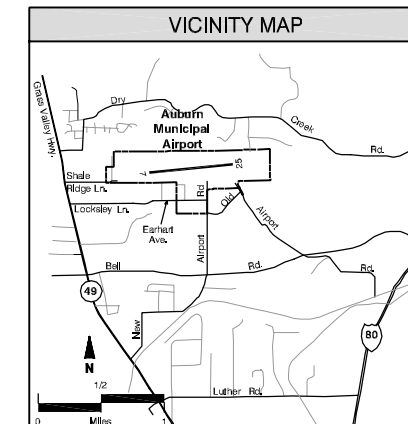 VICINITY MAP
Grass Valley Hwy.
Dry
Creek
Rd.
Auburn
Municipal
Airport
7
25
Shale
Ridge Ln.
Locksley Ln.
Earhart
Ave.
Airport
Rd
Old
Airport
Bell
Rd.
Rd.
49
New
80
N
Luther Rd.
1/2
0
Miles
1